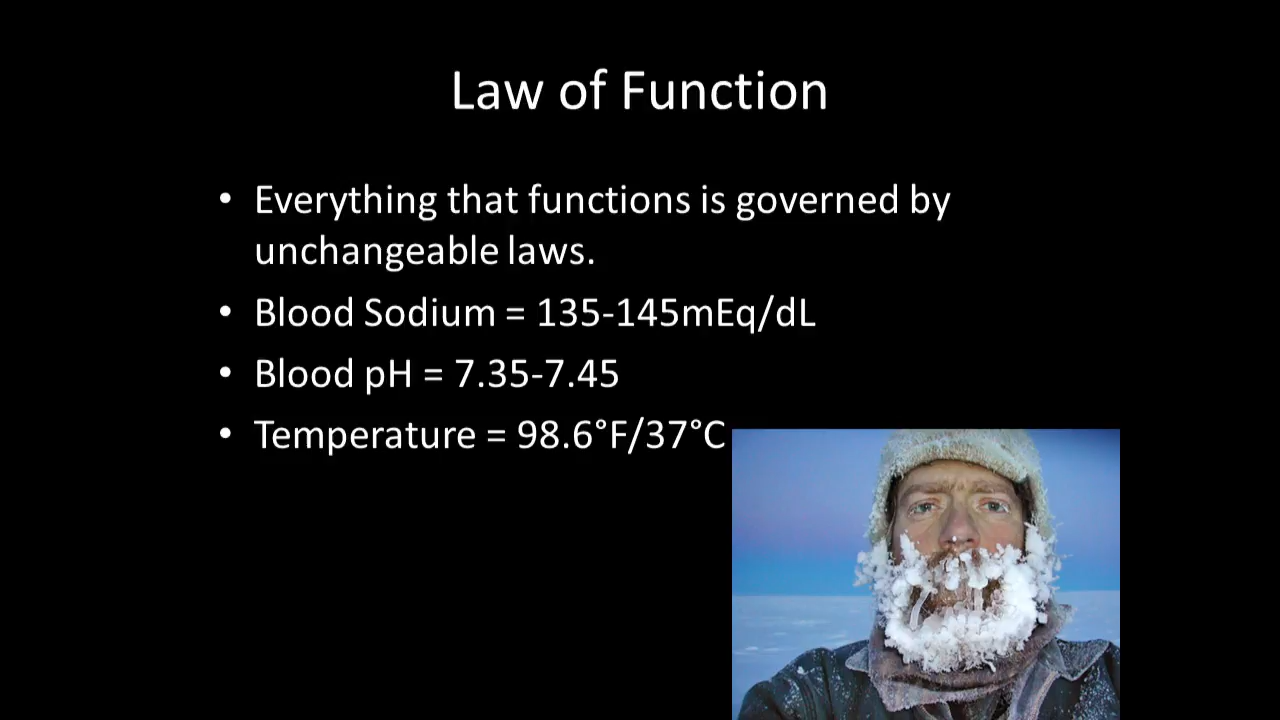 Law of Function
• Everything that functions is governed by
unchangeable laws.
• Blood Sodium = 135-145mEq/dL
• Blood pH = 7.35-7.45
• Temperature = 98.6°F/37°C